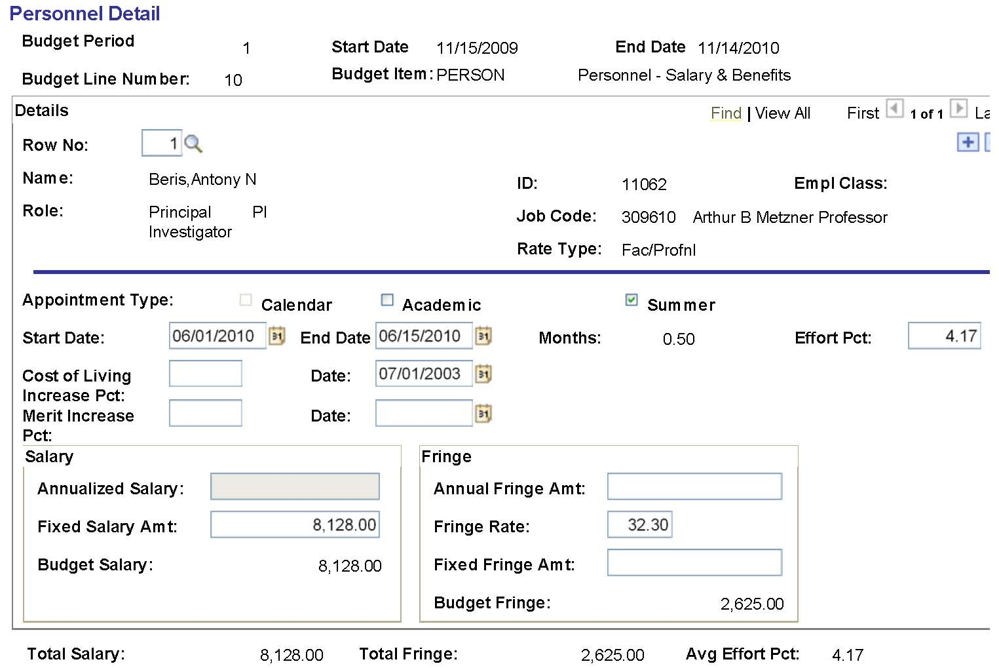 Personnel Detail
Budget Period 1 Start Date 11/15/2009 End Date 11/14/2010
Budget Line Number: 10 Budget Item: PERSON Personnel - Salary & Benefits
Details Find | View All First 1 of 1 La
Row No: 1
Name: Beris,Antony N ID: 11062 Empl Class:
Role: Principal Investigator PI Job Code: 309610 Arthur B Metzner Professor
Rate Type: Fac/Profnl
Appointment Type: Calendar Academic Summer
Start Date: 06/01/2010 31 End Date 06/15/2010 31 Months: 0.50 Effort Pct: 4.17
Cost of Living Increase Pct: Date: 07/01/2003 31
Merit Increase Pct: Date: 31
Salary
Annualized Salary:
Fixed Salary Amt: 8,128.00
Budget Salary: 8,128.00
Fringe
Annual Fringe Amt:
Fringe Rate: 32.30
Fixed Fringe Amt:
Budget Fringe: 2,625.00
Total Salary: 8,128.00 Total Fringe: 2,625.00 Avg Effort Pct: 4.17